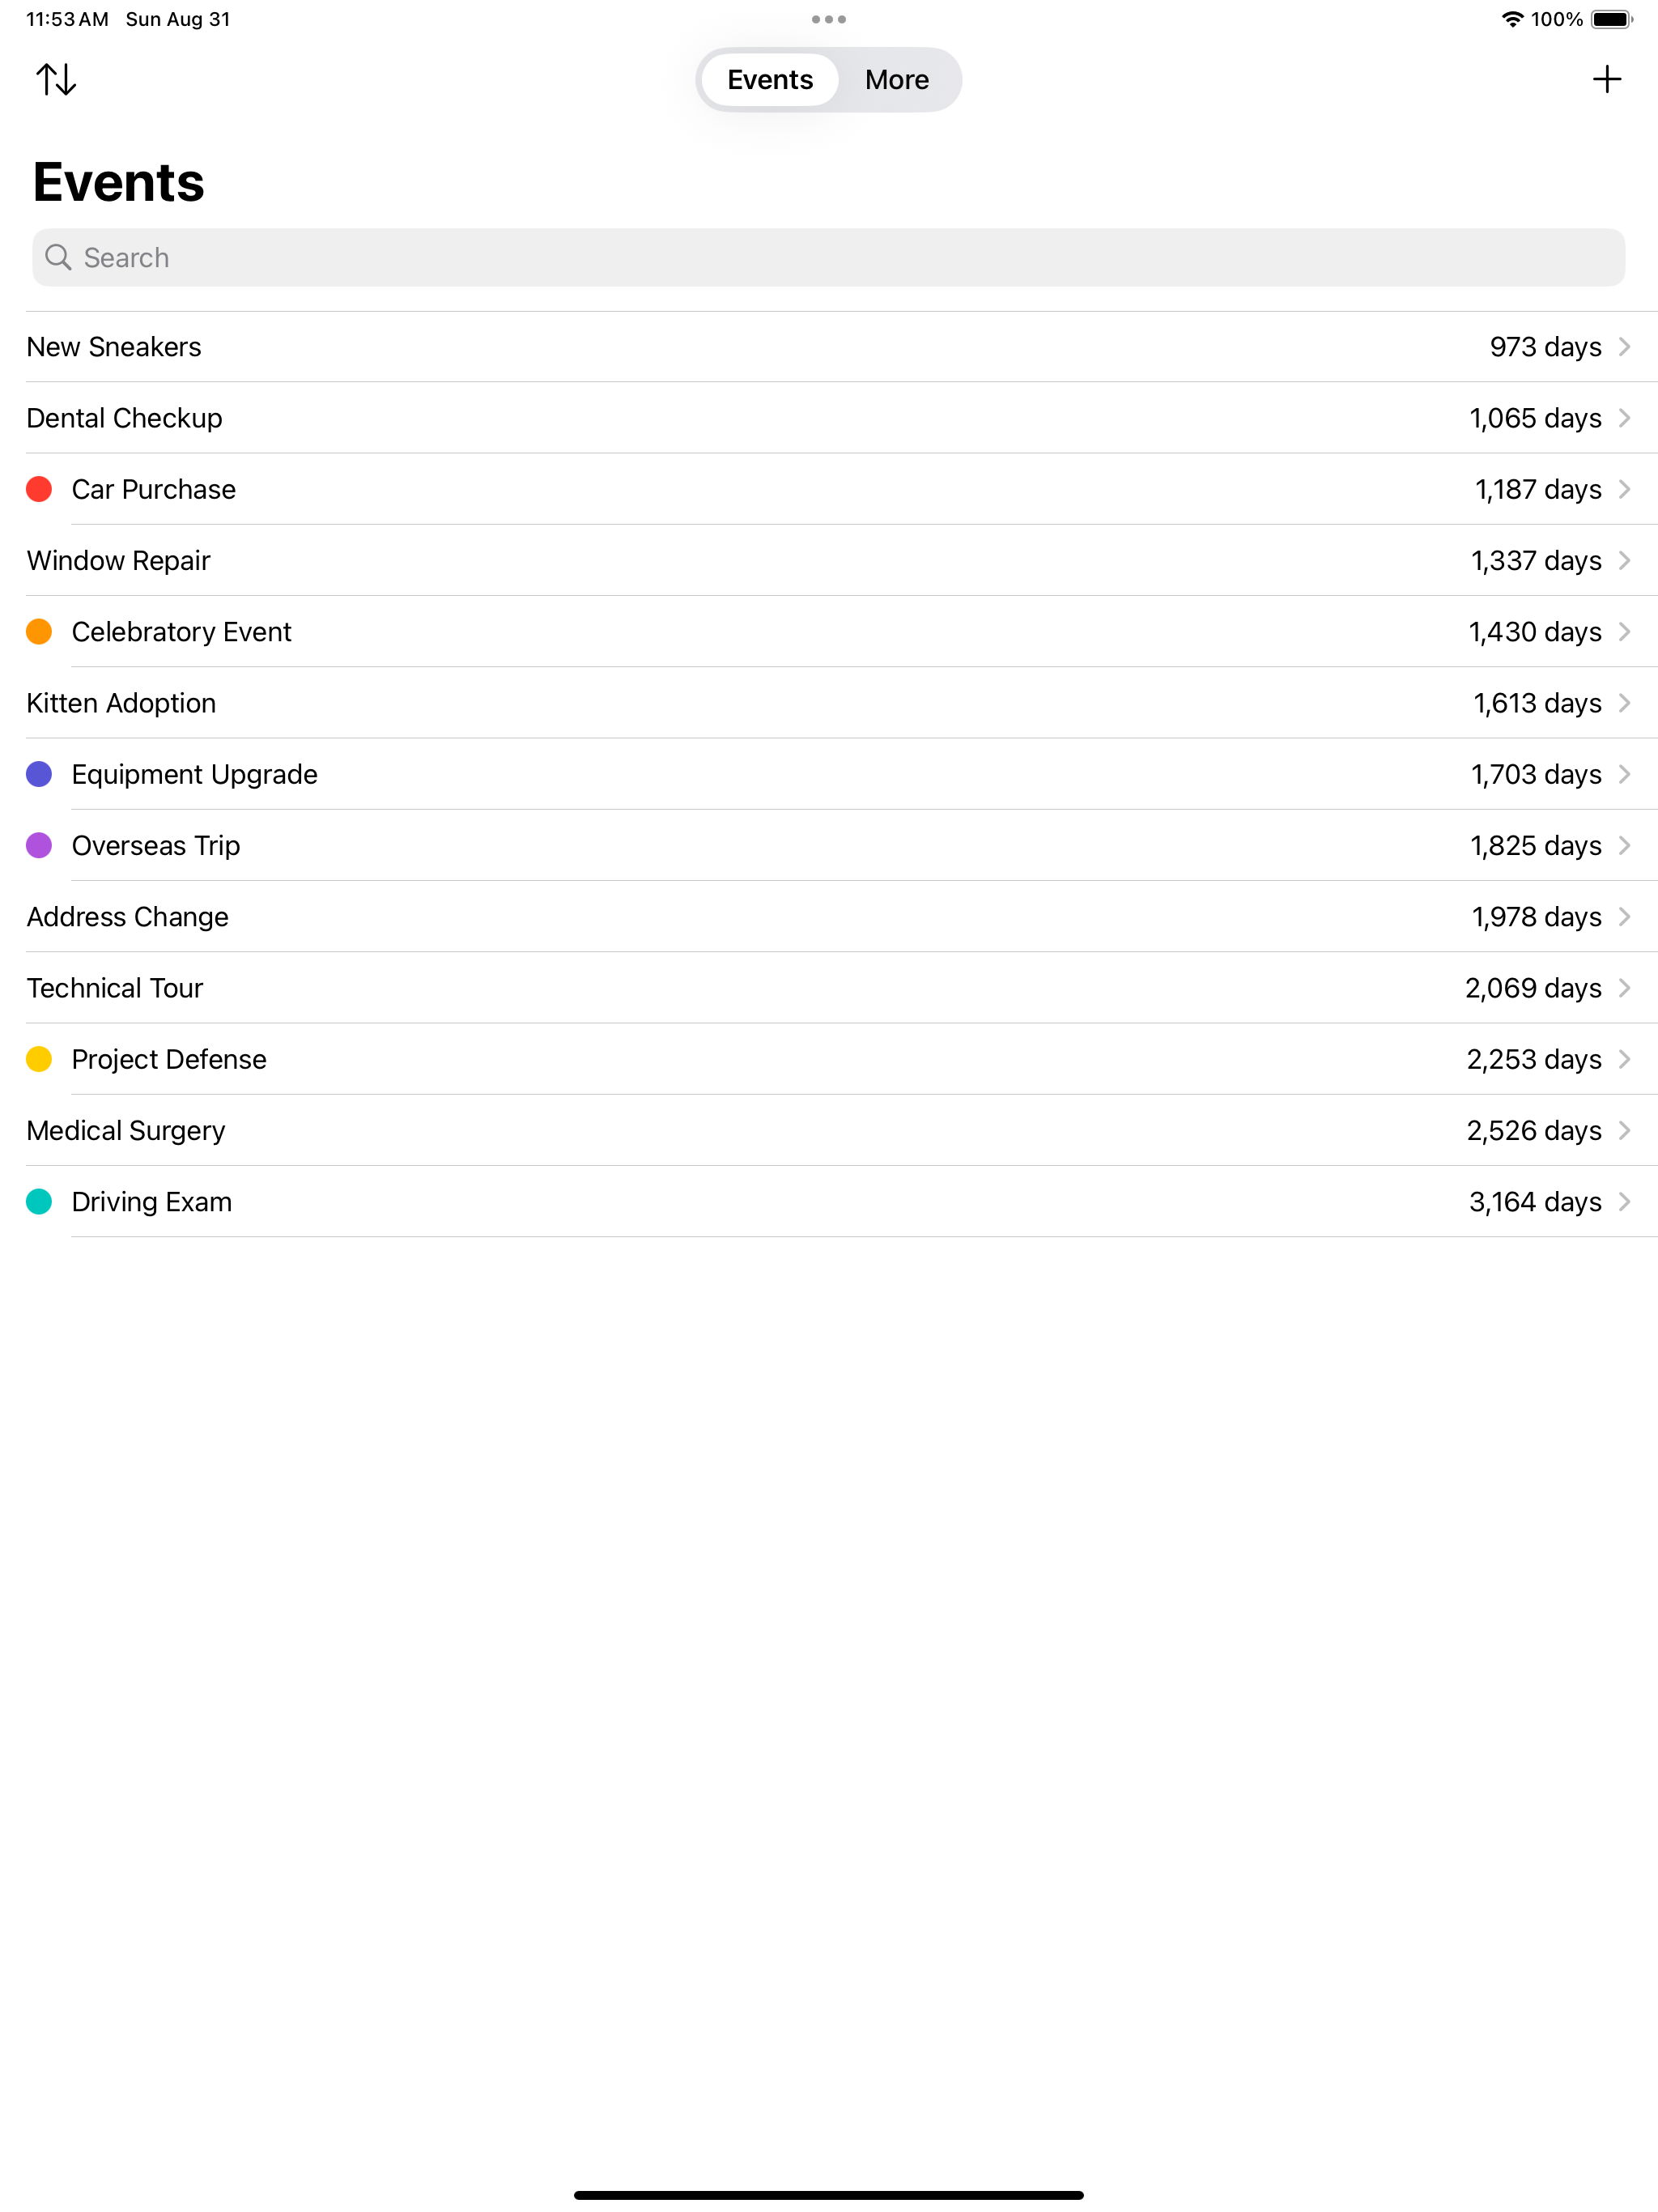 11:53 AM Sun Aug 31 100%
Events More
Events
Search
New Sneakers 973 days
Dental Checkup 1,065 days
Car Purchase 1,187 days
Window Repair 1,337 days
Celebratory Event 1,430 days
Kitten Adoption 1,613 days
Equipment Upgrade 1,703 days
Overseas Trip 1,825 days
Address Change 1,978 days
Technical Tour 2,069 days
Project Defense 2,253 days
Medical Surgery 2,526 days
Driving Exam 3,164 days